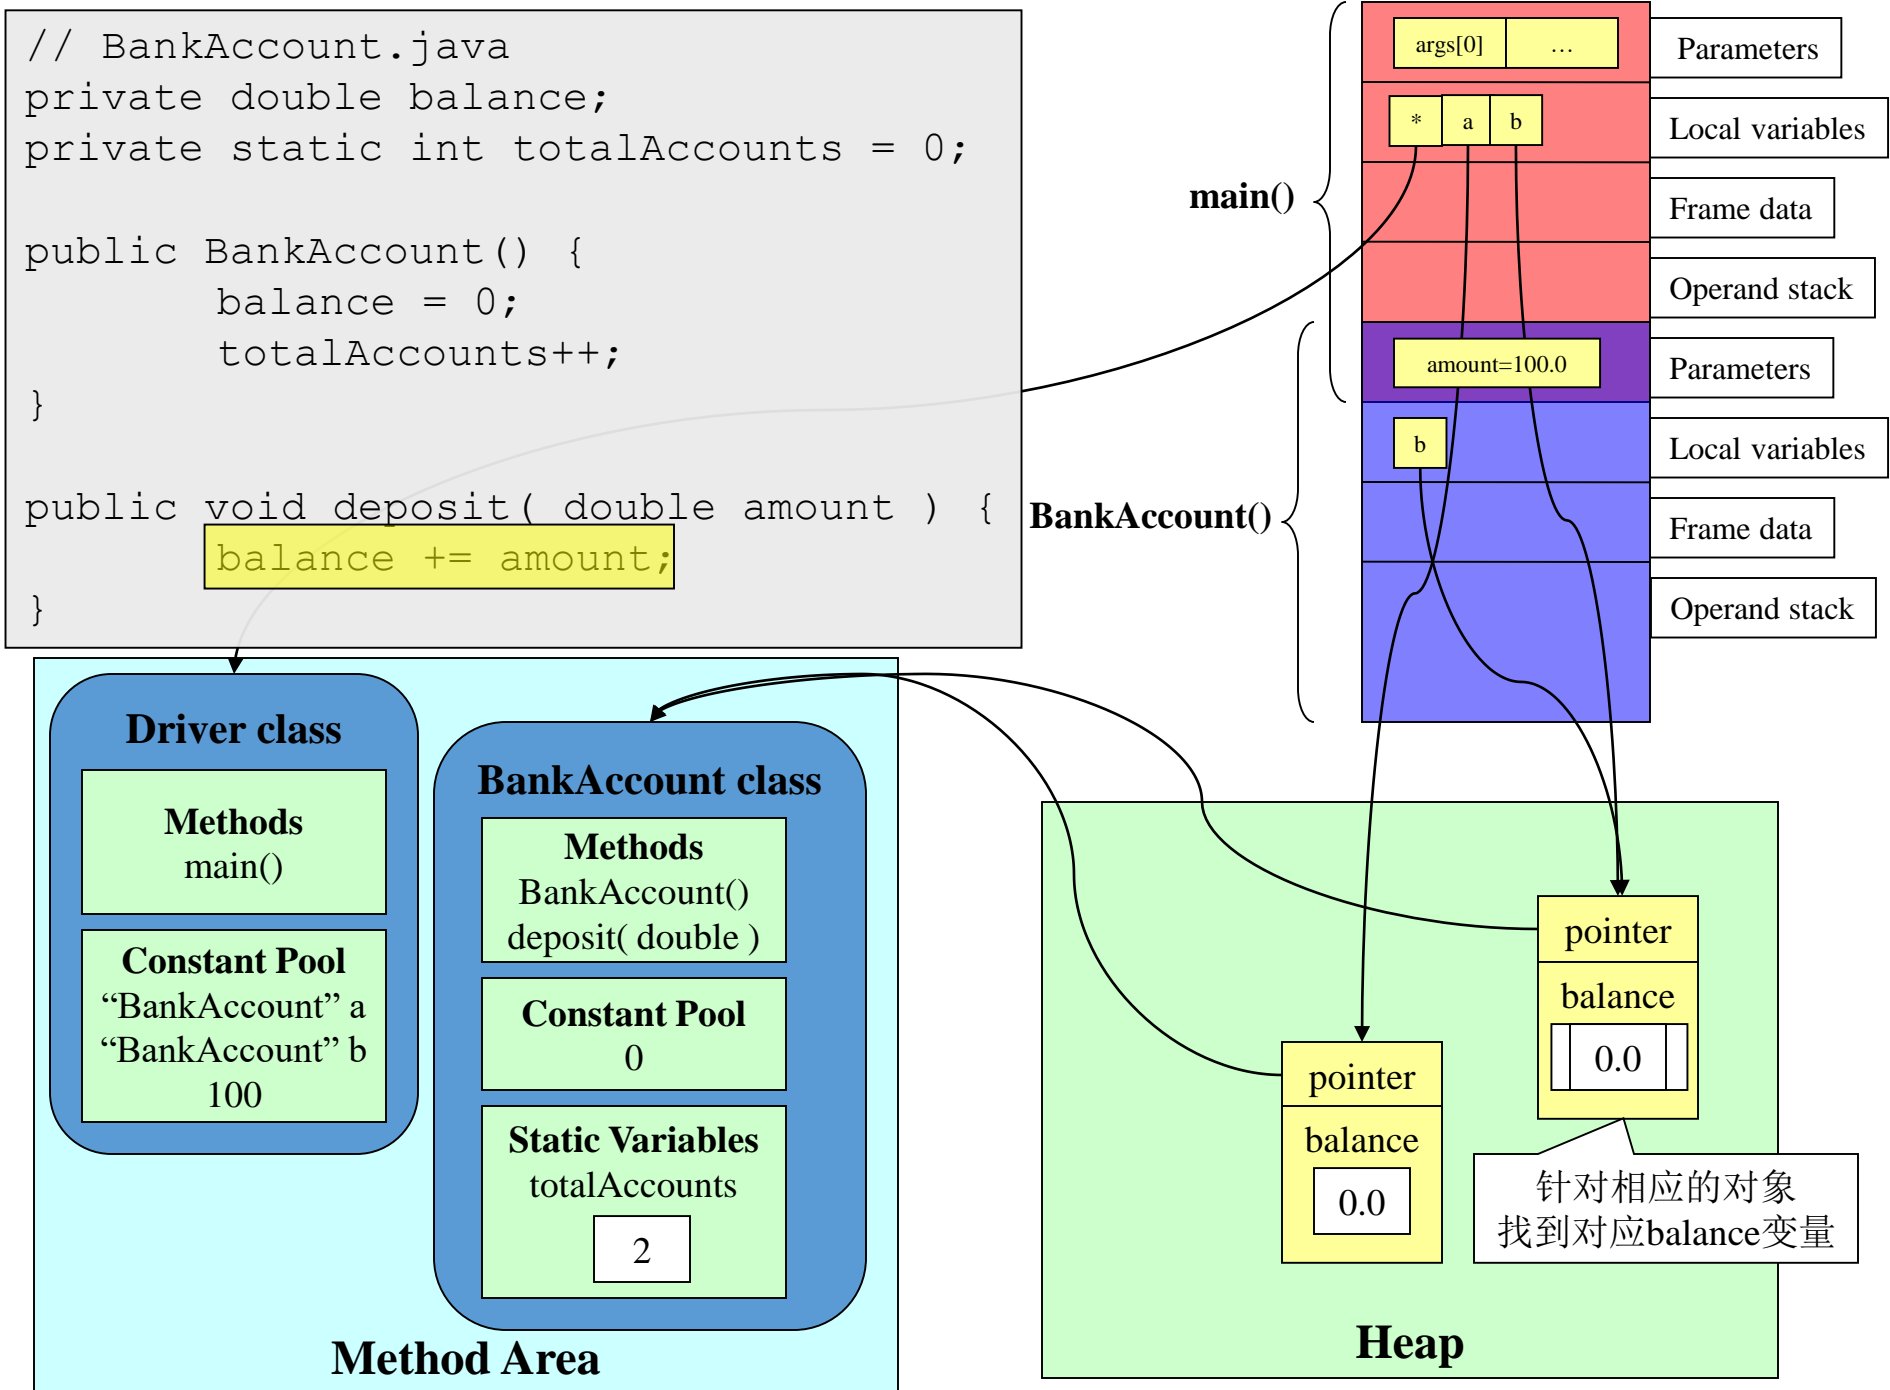 // BankAccount.java
private double balance;
private static int totalAccounts = 0;
public BankAccount() {
balance = 0;
totalAccounts++;
}
public void deposit( double amount ) {
balance += amount;
}
main()
BankAccount()
args[0]
…
Parameters
*
a
b
Local variables
Frame data
Operand stack
amount=100.0
Parameters
b
Local variables
Frame data
Operand stack
Driver class
Methods
main()
Constant Pool
“BankAccount” a
“BankAccount” b
100
BankAccount class
Methods
BankAccount()
deposit( double )
Constant Pool
0
Static Variables
totalAccounts
2
Method Area
pointer
balance
0.0
pointer
balance
0.0
针对相应的对象
找到对应balance变量
Heap